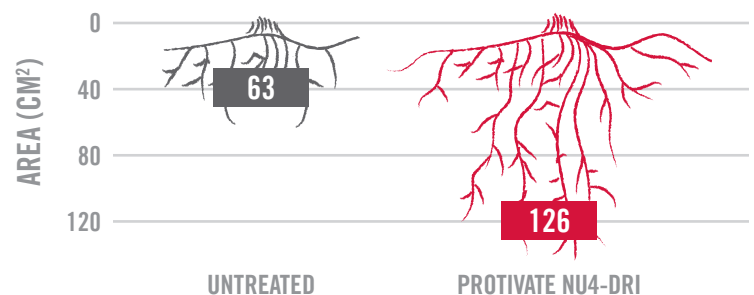 AREA (CM²)
0
40
80
120
63
126
UNTREATED
PROTIVATE NU4-DRI